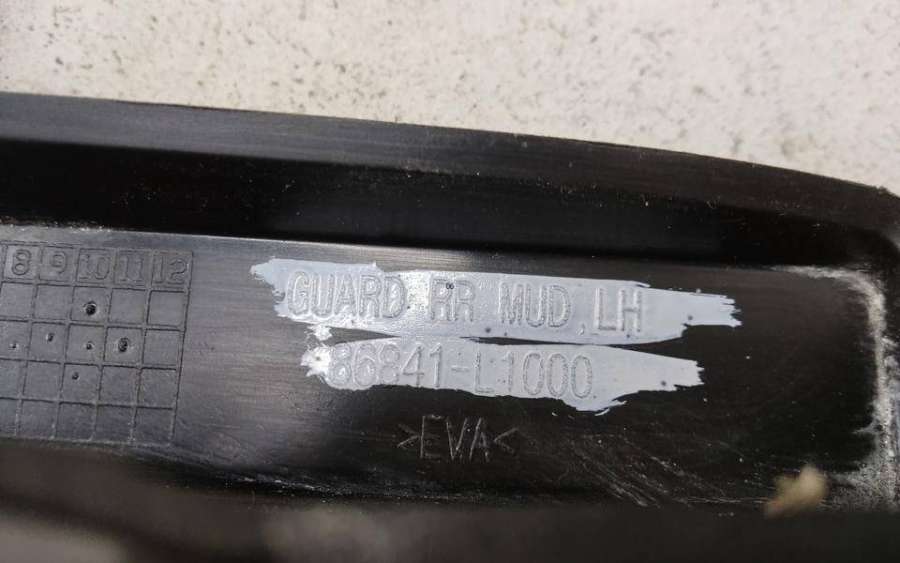 8 9 10 11 12
GUARD RR MUD, LH
86841-L1000
>EVA<